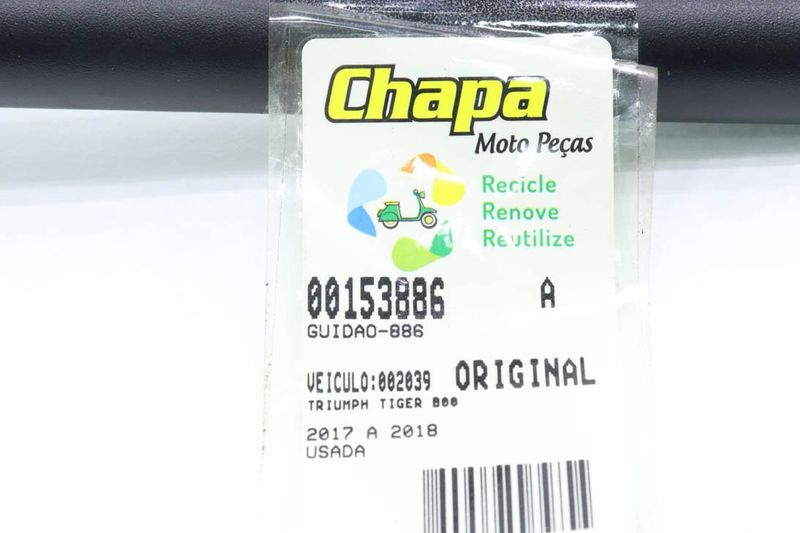 Chapa
Moto Peças
Recicle
Renove
Reutilize
00153886 A
GUIDAO-886
VEICULO:002039 ORIGINAL
TRIUMPH TIGER 800
2017 A 2018
USADA